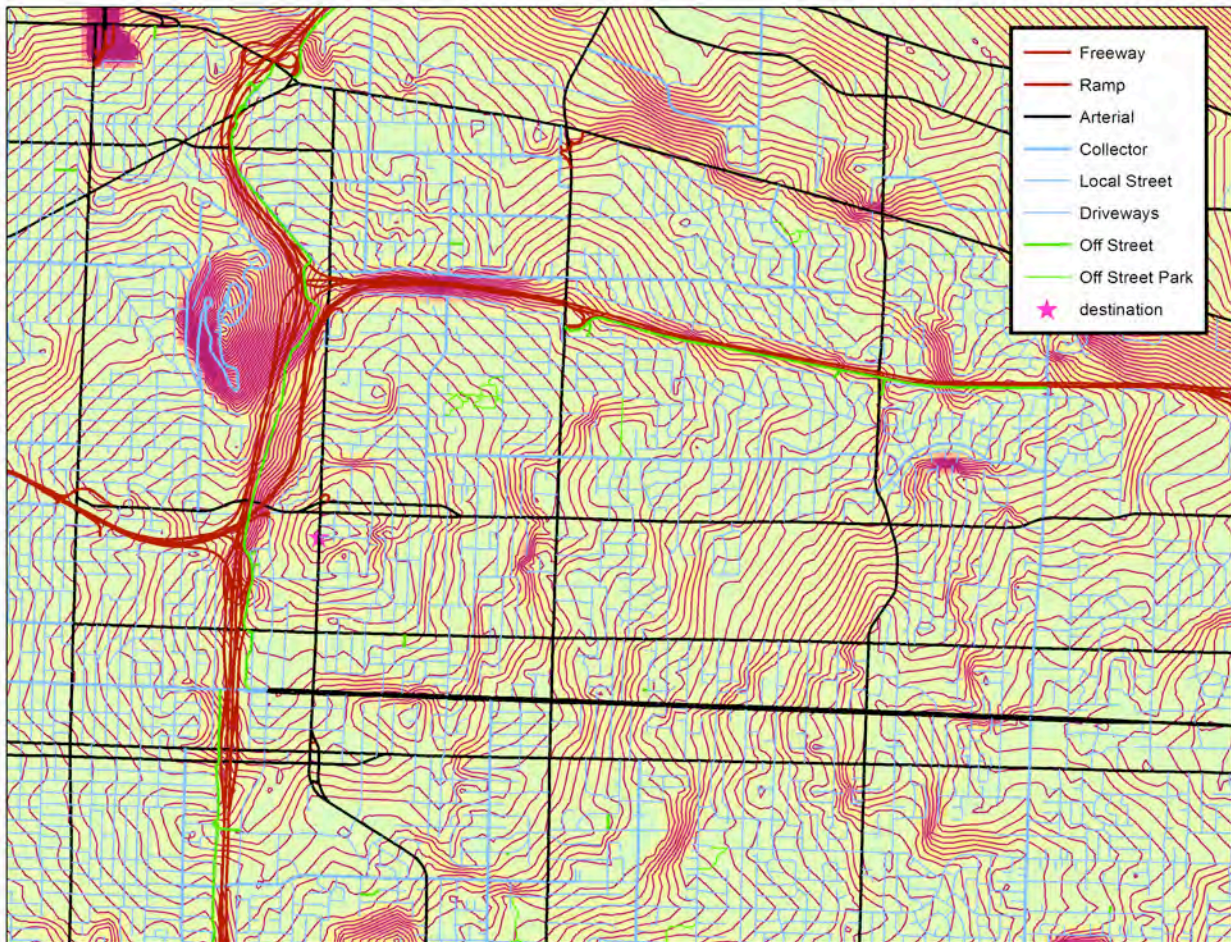 Freeway
Ramp
Arterial
Collector
Local Street
Driveways
Off Street
Off Street Park
destination